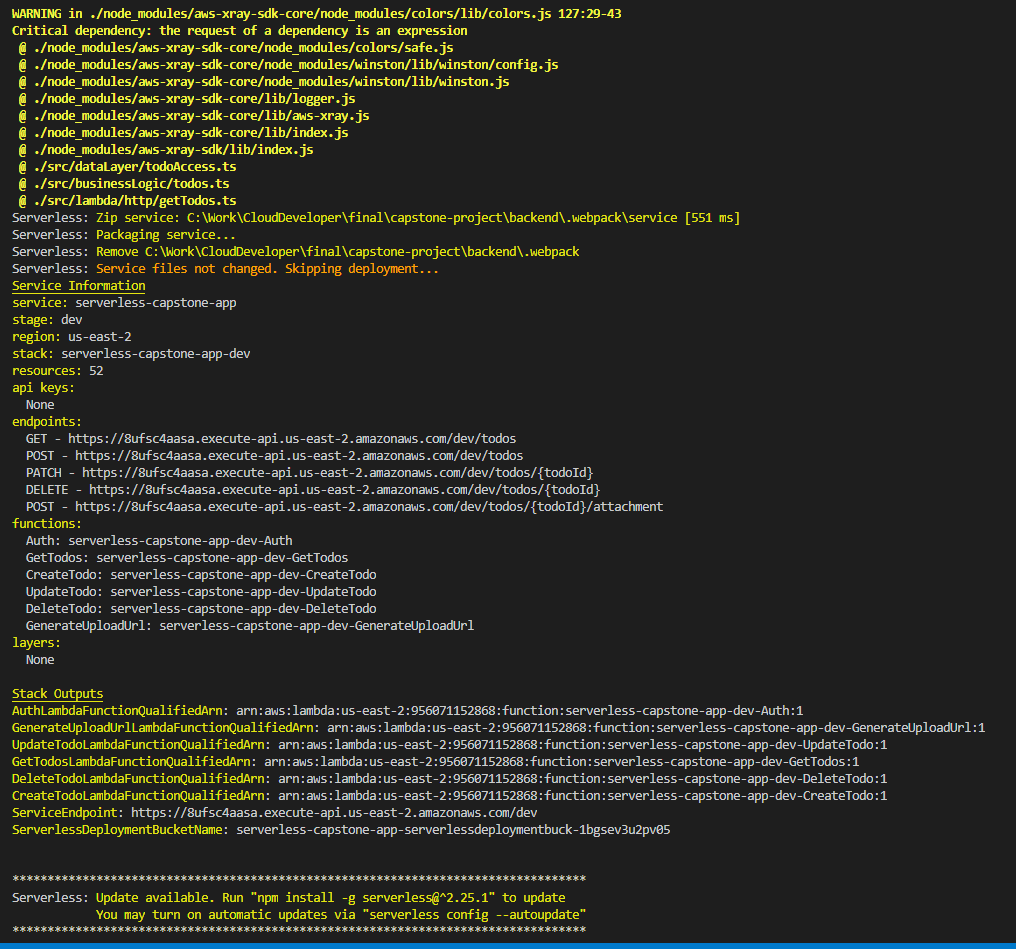 WARNING in ./node_modules/aws-xray-sdk-core/node_modules/colors/lib/colors.js 127:29-43
Critical dependency: the request of a dependency is an expression
@ ./node_modules/aws-xray-sdk-core/node_modules/colors/safe.js
@ ./node_modules/aws-xray-sdk-core/node_modules/winston/lib/winston/config.js
@ ./node_modules/aws-xray-sdk-core/node_modules/winston/lib/winston.js
@ ./node_modules/aws-xray-sdk-core/lib/logger.js
@ ./node_modules/aws-xray-sdk-core/lib/aws-xray.js
@ ./node_modules/aws-xray-sdk-core/lib/index.js
@ ./node_modules/aws-xray-sdk/lib/index.js
@ ./src/dataLayer/todoAccess.ts
@ ./src/businessLogic/todos.ts
@ ./src/lambda/http/getTodos.ts
Serverless: Zip service: C:\Work\CloudDeveloper\final\capstone-project\backend\.webpack\service [551 ms]
Serverless: Packaging service...
Serverless: Remove C:\Work\CloudDeveloper\final\capstone-project\backend\.webpack
Serverless: Service files not changed. Skipping deployment...
Service Information
service: serverless-capstone-app
stage: dev
region: us-east-2
stack: serverless-capstone-app-dev
resources: 52
api keys:
None
endpoints:
GET - https://8ufsc4aasa.execute-api.us-east-2.amazonaws.com/dev/todos
POST - https://8ufsc4aasa.execute-api.us-east-2.amazonaws.com/dev/todos
PATCH - https://8ufsc4aasa.execute-api.us-east-2.amazonaws.com/dev/todos/{todoId}
DELETE - https://8ufsc4aasa.execute-api.us-east-2.amazonaws.com/dev/todos/{todoId}
POST - https://8ufsc4aasa.execute-api.us-east-2.amazonaws.com/dev/todos/{todoId}/attachment
functions:
Auth: serverless-capstone-app-dev-Auth
GetTodos: serverless-capstone-app-dev-GetTodos
CreateTodo: serverless-capstone-app-dev-CreateTodo
UpdateTodo: serverless-capstone-app-dev-UpdateTodo
DeleteTodo: serverless-capstone-app-dev-DeleteTodo
GenerateUploadUrl: serverless-capstone-app-dev-GenerateUploadUrl
layers:
None
Stack Outputs
AuthLambdaFunctionQualifiedArn: arn:aws:lambda:us-east-2:956071152868:function:serverless-capstone-app-dev-Auth:1
GenerateUploadUrlLambdaFunctionQualifiedArn: arn:aws:lambda:us-east-2:956071152868:function:serverless-capstone-app-dev-GenerateUploadUrl:1
UpdateTodoLambdaFunctionQualifiedArn: arn:aws:lambda:us-east-2:956071152868:function:serverless-capstone-app-dev-UpdateTodo:1
GetTodosLambdaFunctionQualifiedArn: arn:aws:lambda:us-east-2:956071152868:function:serverless-capstone-app-dev-GetTodos:1
DeleteTodoLambdaFunctionQualifiedArn: arn:aws:lambda:us-east-2:956071152868:function:serverless-capstone-app-dev-DeleteTodo:1
CreateTodoLambdaFunctionQualifiedArn: arn:aws:lambda:us-east-2:956071152868:function:serverless-capstone-app-dev-CreateTodo:1
ServiceEndpoint: https://8ufsc4aasa.execute-api.us-east-2.amazonaws.com/dev
ServerlessDeploymentBucketName: serverless-capstone-app-serverlessdeploymentbuck-1bgsev3u2pv05
**********************************************************************************
Serverless: Update available. Run "npm install -g serverless@^2.25.1" to update
You may turn on automatic updates via "serverless config --autoupdate"
**********************************************************************************